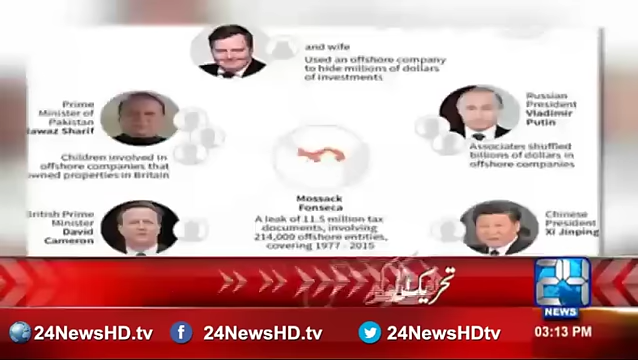 and wife
Used an offshore company
to hide millions of dollars
of investments
Prime
Minister of
Pakistan
Nawaz Sharif
Children involved in
offshore companies that
owned properties in Britain
Russian
President
Vladimir
Putin
Associates shuffled
billions of dollars in
offshore companies
Mossack
Fonseca
A leak of 11.5 million tax
documents, involving
214,000 offshore entities,
covering 1977 - 2015
British Prime
Minister
David
Cameron
Chinese
President
Xi Jinping
تحریک
24
NEWS
24NewsHD.tv
24NewsHD.tv
24NewsHDtv
03:13 PM